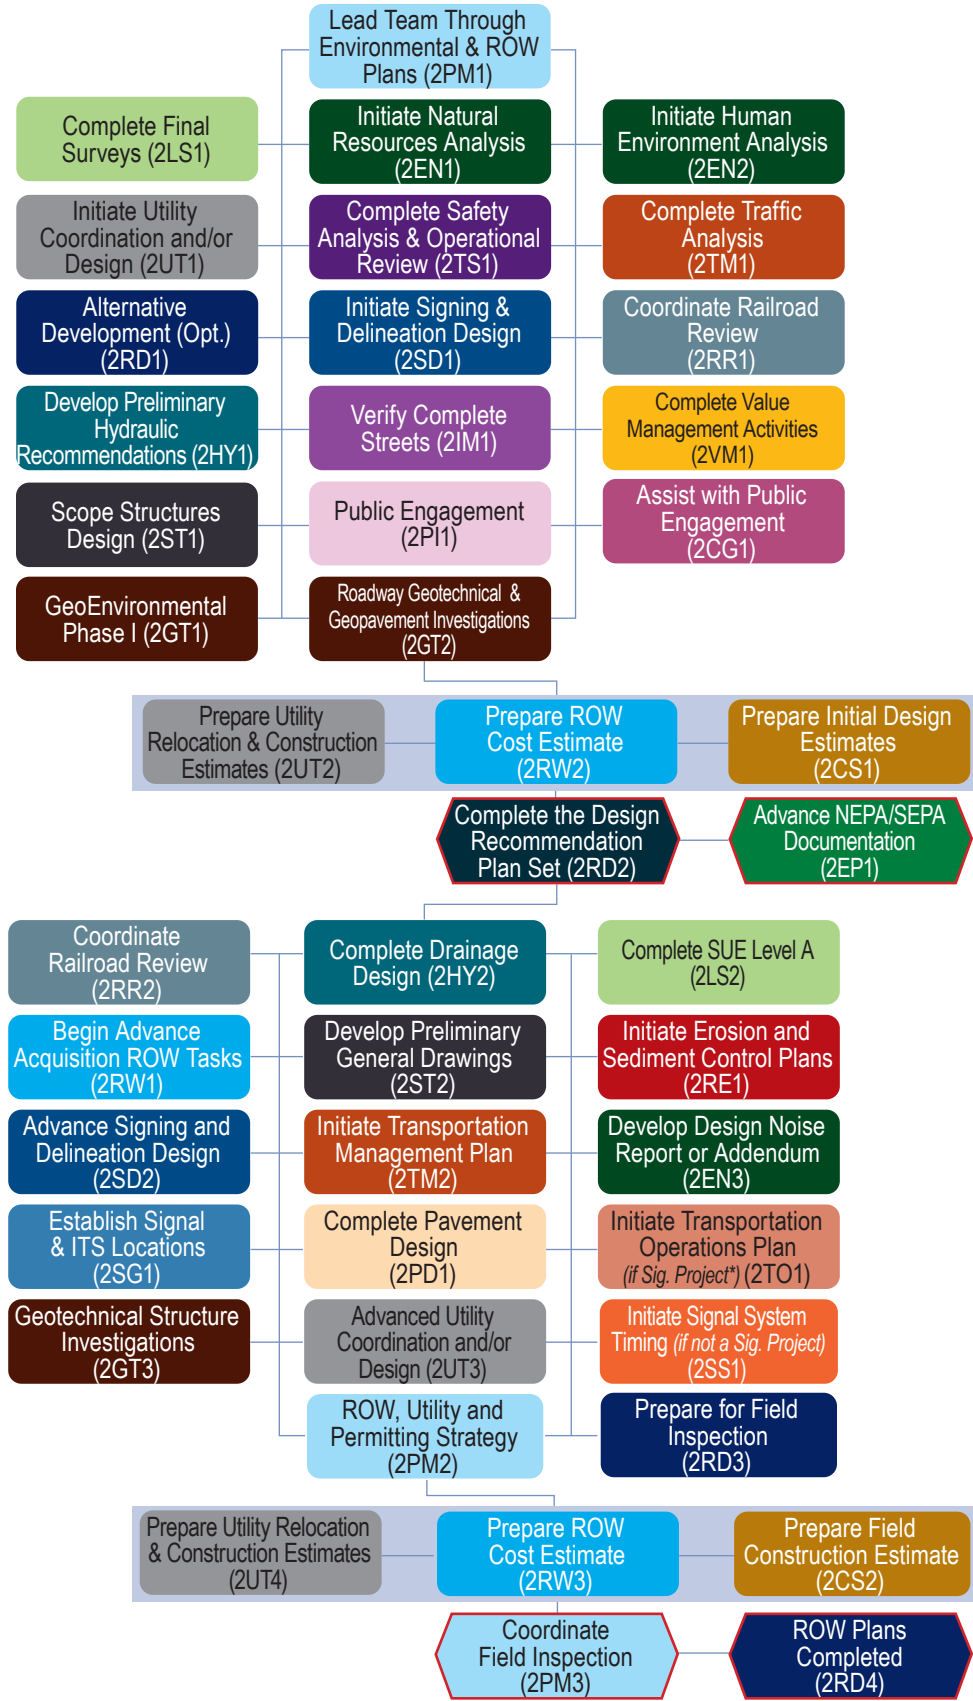 Lead Team Through
Environmental & ROW
Plans (2PM1)
Complete Final
Surveys (2LS1)
Initiate Natural
Resources Analysis
(2EN1)
Initiate Human
Environment Analysis
(2EN2)
Initiate Utility
Coordination and/or
Design (2UT1)
Complete Safety
Analysis & Operational
Review (2TS1)
Complete Traffic
Analysis
(2TM1)
Alternative
Development (Opt.)
(2RD1)
Initiate Signing &
Delineation Design
(2SD1)
Coordinate Railroad
Review
(2RR1)
Develop Preliminary
Hydraulic
Recommendations (2HY1)
Verify Complete
Streets (2IM1)
Complete Value
Management Activities
(2VM1)
Scope Structures
Design (2ST1)
Public Engagement
(2PI1)
Assist with Public
Engagement
(2CG1)
GeoEnvironmental
Phase I (2GT1)
Roadway Geotechnical &
Geopavement Investigations
(2GT2)
Prepare Utility
Relocation & Construction
Estimates (2UT2)
Prepare ROW
Cost Estimate
(2RW2)
Prepare Initial Design
Estimates
(2CS1)
Complete the Design
Recommendation
Plan Set (2RD2)
Advance NEPA/SEPA
Documentation
(2EP1)
Coordinate
Railroad Review
(2RR2)
Complete Drainage
Design (2HY2)
Complete SUE Level A
(2LS2)
Begin Advance
Acquisition ROW Tasks
(2RW1)
Develop Preliminary
General Drawings
(2ST2)
Initiate Erosion and
Sediment Control Plans
(2RE1)
Advance Signing and
Delineation Design
(2SD2)
Initiate Transportation
Management Plan
(2TM2)
Develop Design Noise
Report or Addendum
(2EN3)
Establish Signal
& ITS Locations
(2SG1)
Complete Pavement
Design
(2PD1)
Initiate Transportation
Operations Plan
(if Sig. Project*) (2TO1)
Geotechnical Structure
Investigations
(2GT3)
Advanced Utility
Coordination and/or
Design (2UT3)
Initiate Signal System
Timing (if not a Sig. Project)
(2SS1)
ROW, Utility and
Permitting Strategy
(2PM2)
Prepare for Field
Inspection
(2RD3)
Prepare Utility Relocation
& Construction Estimates
(2UT4)
Prepare ROW
Cost Estimate
(2RW3)
Prepare Field
Construction Estimate
(2CS2)
Coordinate
Field Inspection
(2PM3)
ROW Plans
Completed
(2RD4)